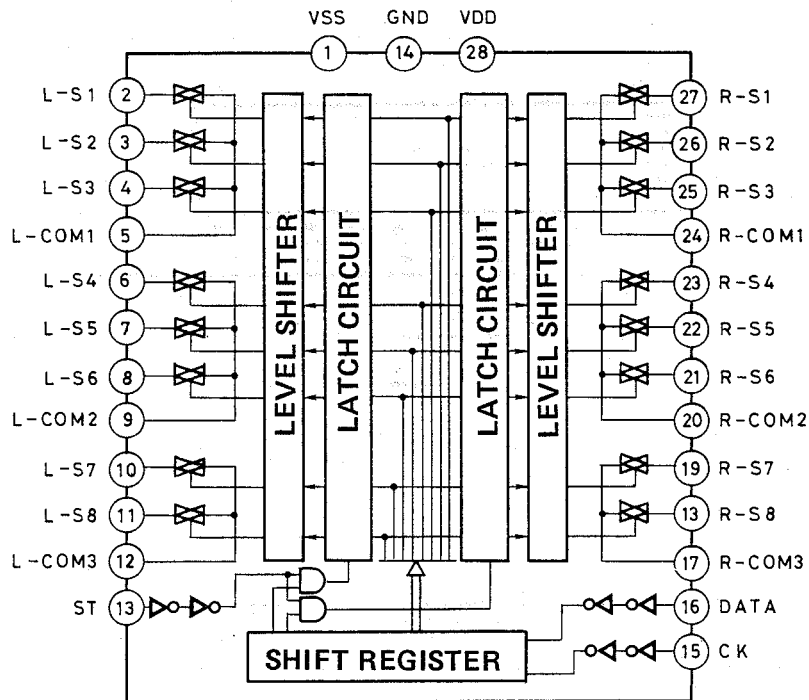 VSS GND VDD
1 14 28
L-S1 2 27 R-S1
L-S2 3 26 R-S2
L-S3 4 25 R-S3
L-COM1 5 24 R-COM1
L-S4 6 23 R-S4
L-S5 7 22 R-S5
L-S6 8 21 R-S6
L-COM2 9 20 R-COM2
L-S7 10 19 R-S7
L-S8 11 13 R-S8
L-COM3 12 17 R-COM3
ST 13 16 DATA
15 CK
LEVEL SHIFTER
LATCH CIRCUIT
LATCH CIRCUIT
LEVEL SHIFTER
SHIFT REGISTER